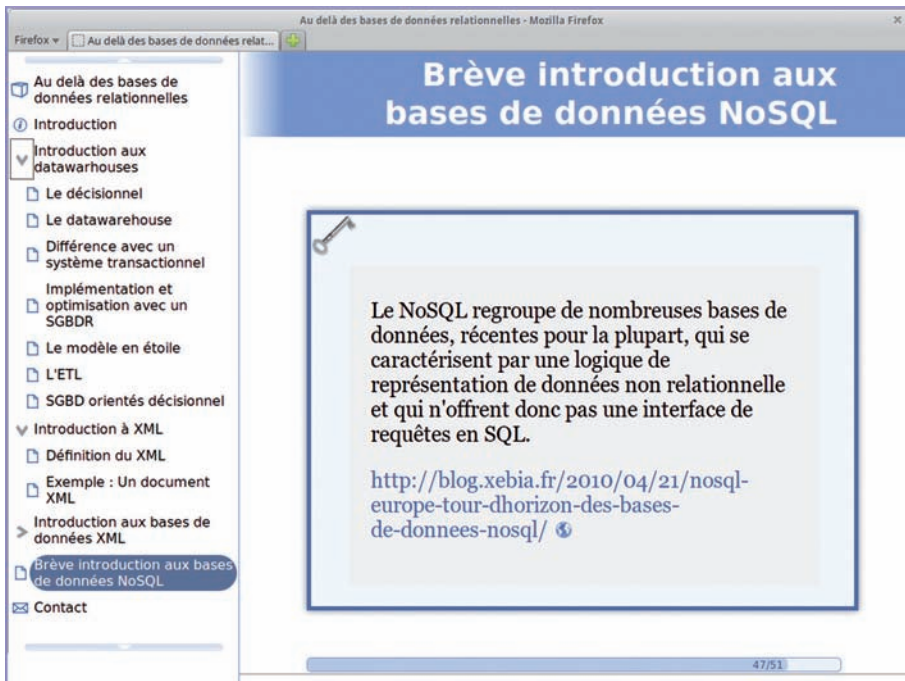 Au delà des bases de données relationnelles - Mozilla Firefox
Firefox
Au delà des bases de données relat...
Au delà des bases de
données relationnelles
Introduction
Introduction aux
datawarhouses
Le décisionnel
Le datawarehouse
Différence avec un
système transactionnel
Implémentation et
optimisation avec un
SGBDR
Le modèle en étoile
L'ETL
SGBD orientés décisionnel
Introduction à XML
Définition du XML
Exemple : Un document
XML
Introduction aux bases de
données XML
Brève introduction aux bases
de données NoSQL
Contact
Brève introduction aux
bases de données NoSQL
Le NoSQL regroupe de nombreuses bases de
données, récentes pour la plupart, qui se
caractérisent par une logique de
représentation de données non relationnelle
et qui n'offrent donc pas une interface de
requêtes en SQL.
http://blog.xebia.fr/2010/04/21/nosql-
europe-tour-dhorizon-des-bases-
de-donnees-nosql/
47/51